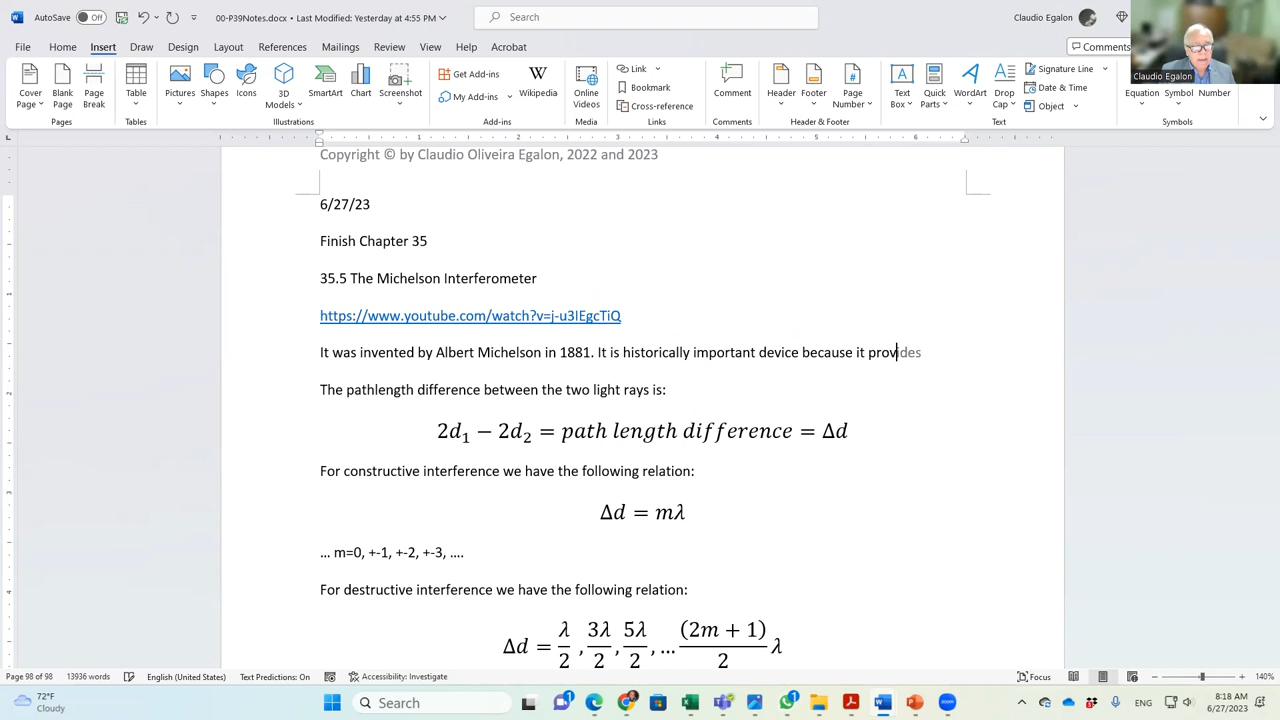 AutoSave Off 00-P39Notes.docx • Last Modified: Yesterday at 4:55 PM Search Claudio Egalon
File Home Insert Draw Design Layout References Mailings Review View Help Acrobat Comments
Cover Page Blank Page Page Break Table Pictures Shapes Icons 3D Models SmartArt Chart Screenshot Get Add-ins My Add-ins Wikipedia Online Videos Link Bookmark Cross-reference Comment Header Footer Page Number Text Box Quick Parts WordArt Drop Cap Signature Line Date & Time Object Equation Symbol Number
Claudio Egalon
Pages Tables Illustrations Add-ins Media Links Comments Header & Footer Text Symbols
1 2 3 4 5 6
Copyright © by Claudio Oliveira Egalon, 2022 and 2023
6/27/23
Finish Chapter 35
35.5 The Michelson Interferometer
https://www.youtube.com/watch?v=j-u3IEgcTiQ
It was invented by Albert Michelson in 1881. It is historically important device because it provides
The pathlength difference between the two light rays is:
2d₁ − 2d₂ = path length difference = Δd
For constructive interference we have the following relation:
Δd = mλ
... m=0, +-1, +-2, +-3, ....
For destructive interference we have the following relation:
Δd = λ/2, 3λ/2, 5λ/2, ... (2m + 1)/2 λ
Page 98 of 98 13936 words English (United States) Text Predictions: On Accessibility: Investigate Focus 140%
72°F
Cloudy
Search
1
1
ENG
8:18 AM
6/27/2023